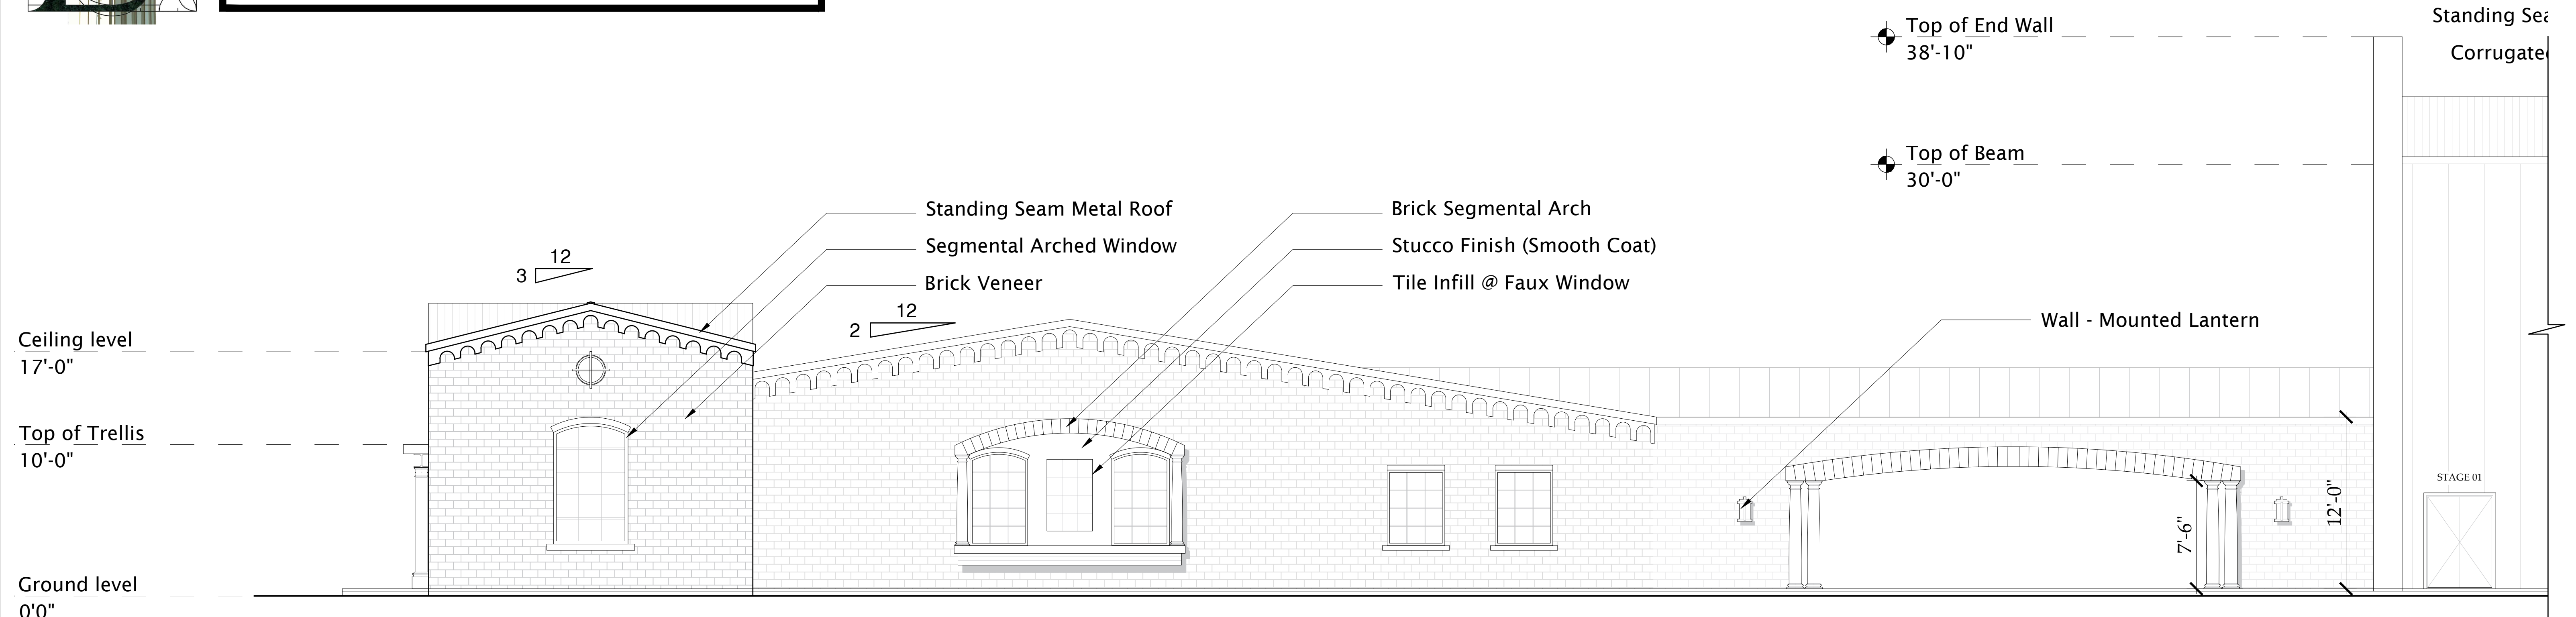 Top of End Wall
38'-10"
Standing Sea
Corrugate
Top of Beam
30'-0"
Standing Seam Metal Roof
Segmental Arched Window
Brick Veneer
Brick Segmental Arch
Stucco Finish (Smooth Coat)
Tile Infill @ Faux Window
Wall - Mounted Lantern
12
3
12
2
Ceiling level
17'-0"
Top of Trellis
10'-0"
Ground level
0'0"
STAGE 01
7'-6"
12'-0"